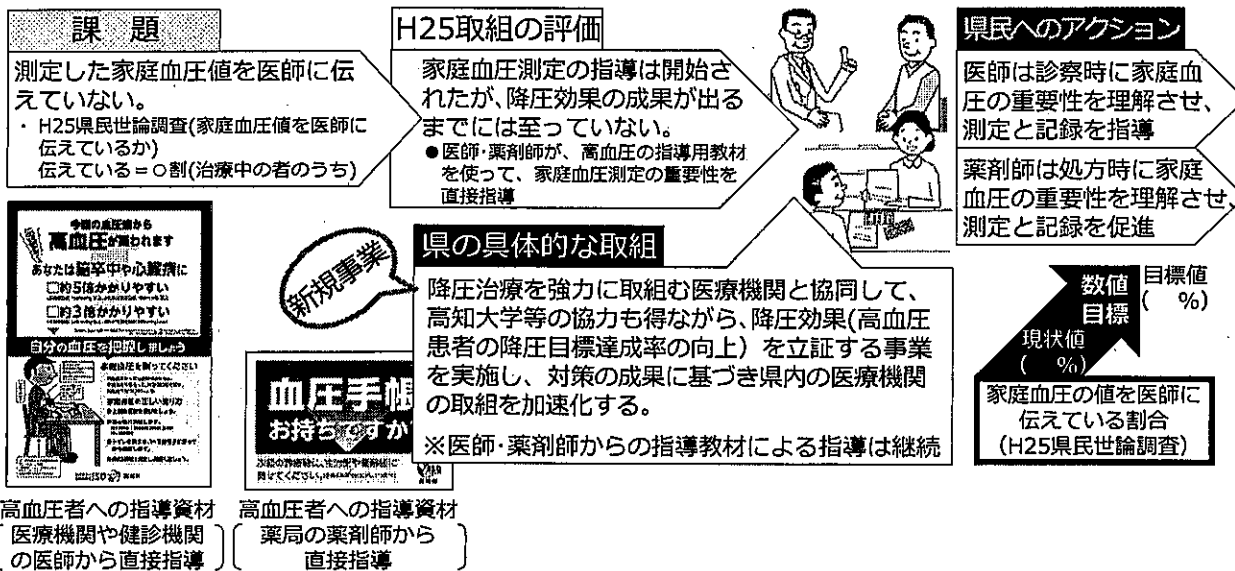 課 題
測定した家庭血圧値を医師に伝
えていない。
・ H25県民世論調査(家庭血圧値を医師に
伝えているか)
伝えている＝○割(治療中の者のうち)
H25取組の評価
家庭血圧測定の指導は開始さ
れたが、降圧効果の成果が出る
までには至っていない。
●医師・薬剤師が、高血圧の指導用教材
を使って、家庭血圧測定の重要性を
直接指導
県民へのアクション
医師は診察時に家庭血
圧の重要性を理解させ、
測定と記録を指導
薬剤師は処方時に家庭
血圧の重要性を理解させ、
測定と記録を促進
新規事業
県の具体的な取組
降圧治療を強力に取組む医療機関と協同して、
高知大学等の協力も得ながら、降圧効果(高血圧
患者の降圧目標達成率の向上）を立証する事業
を実施し、対策の成果に基づき県内の医療機関
の取組を加速化する。
※医師・薬剤師からの指導教材による指導は継続
数値
目標
目標値
( %)
現状値
( %)
家庭血圧の値を医師に
伝えている割合
(H25県民世論調査)
今回の血圧値から
高血圧が疑われます
あなたは脳卒中や心臓病に
□約5倍かかりやすい
□約3倍かかりやすい
自分の血圧を把握しましょう
血圧手帳
お持ちですか
高血圧者への指導資材
医療機関や健診機関
の医師から直接指導
高血圧者への指導資材
薬局の薬剤師から
直接指導